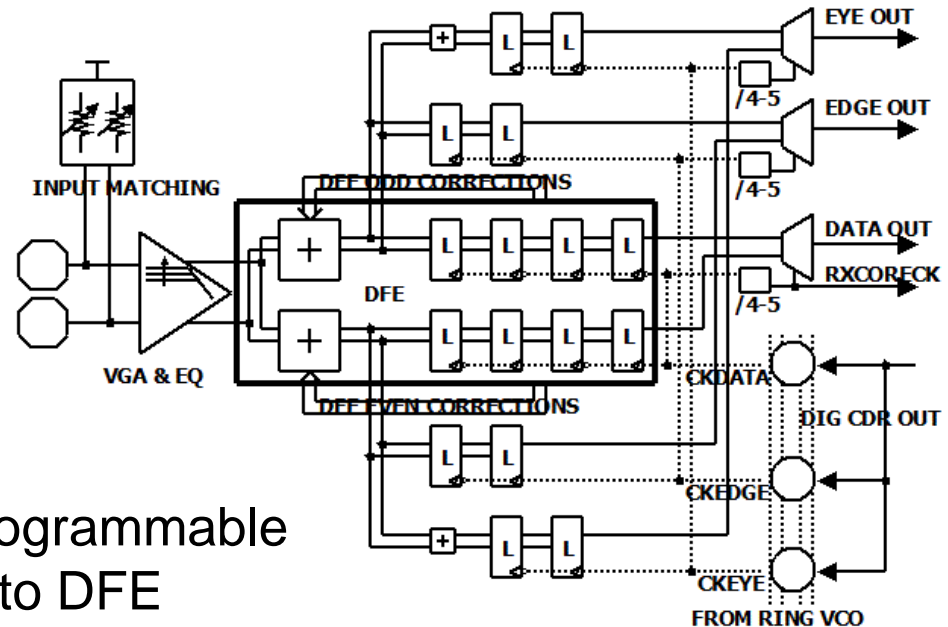 EYE OUT
+ L L
/4-5
EDGE OUT
L L
/4-5
INPUT MATCHING
DFE ODD CORRECTIONS
DATA OUT
+ L L L L
RXCORECK
/4-5
DFE
+ L L L L
VGA & EQ
CKDATA
DFE EVEN CORRECTIONS
DIG CDR OUT
L L
CKEDGE
ogrammable
to DFE
+ L L
CKEYE
FROM RING VCO